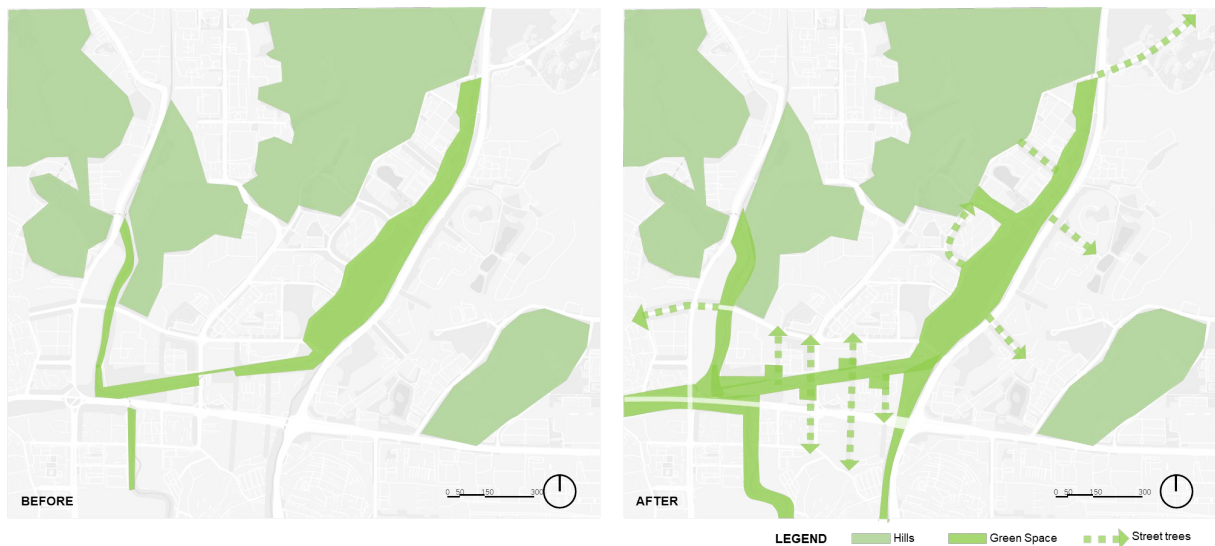 BEFORE
0 50 150 300
AFTER
0 50 150 300
LEGEND Hills Green Space Street trees